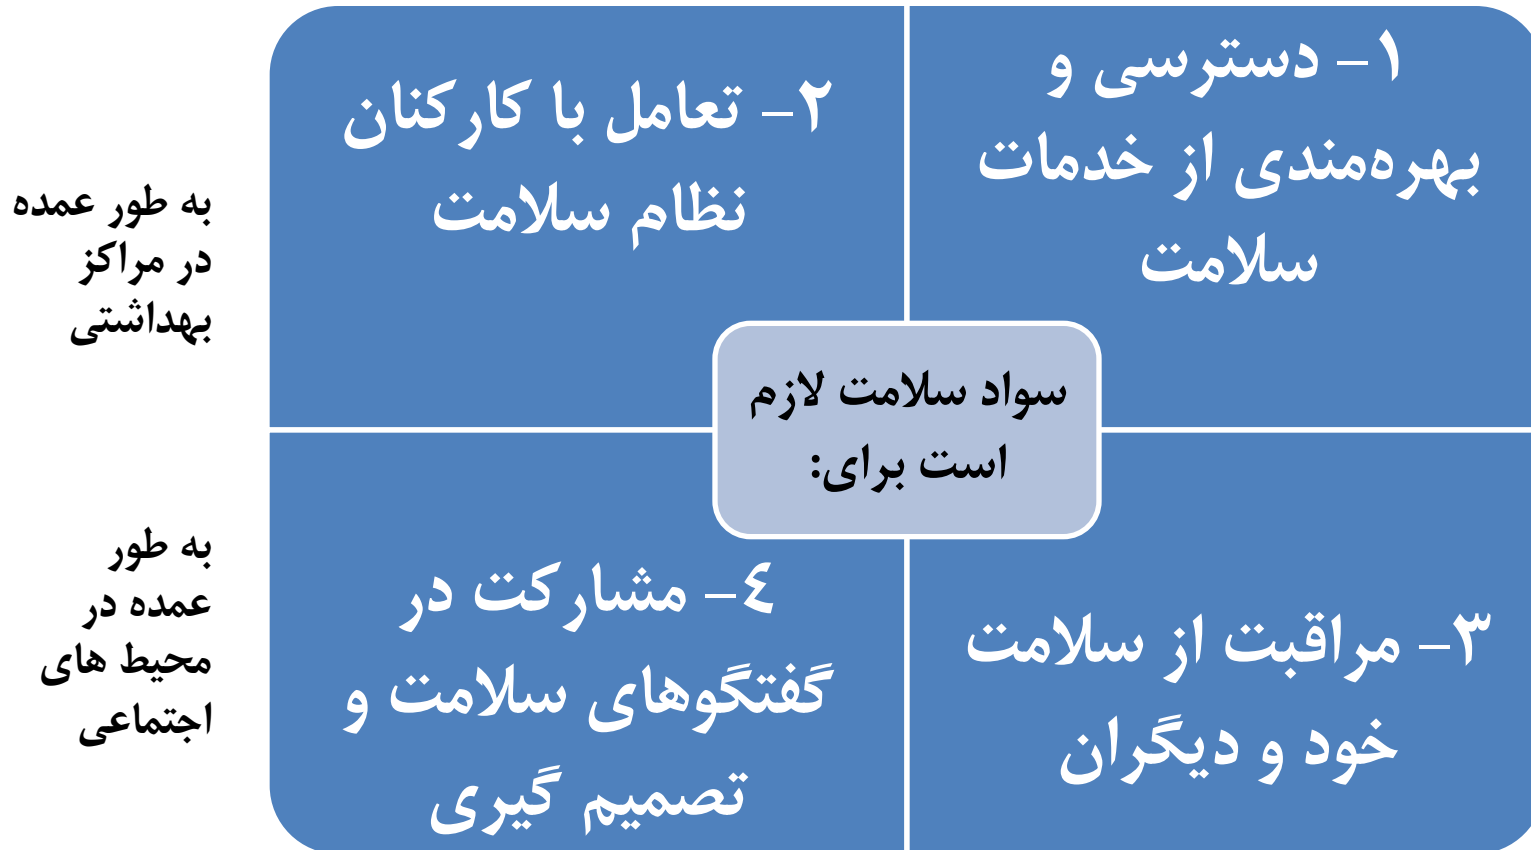 ۱- دسترسی و
بهره‌مندی از خدمات
سلامت
۲- تعامل با کارکنان
نظام سلامت
به طور عمده
در مراکز
بهداشتی
سواد سلامت لازم
است برای:
۳- مراقبت از سلامت
خود و دیگران
٤- مشارکت در
گفتگوهای سلامت و
تصمیم گیری
به طور
عمده در
محیط های
اجتماعی